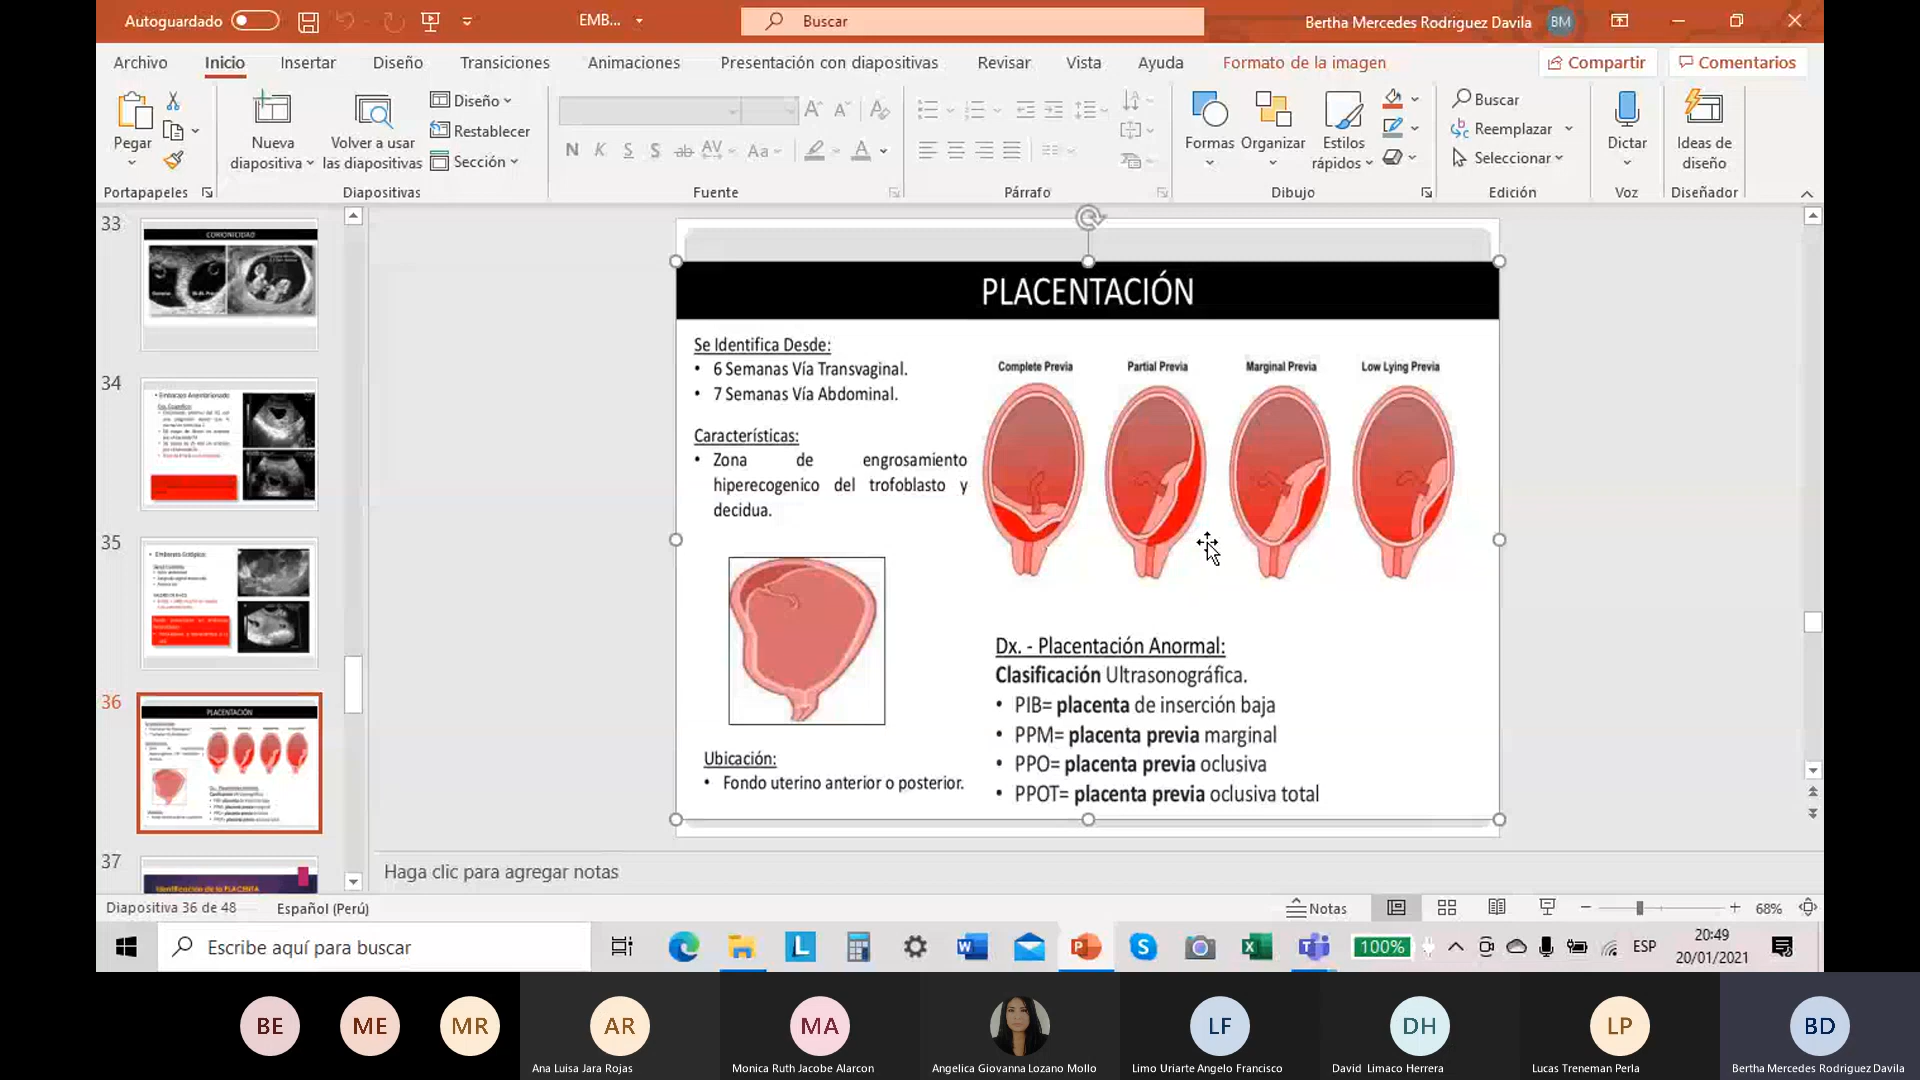 Autoguardado
EMB...
Buscar
Bertha Mercedes Rodriguez Davila
BM
Archivo
Inicio
Insertar
Diseño
Transiciones
Animaciones
Presentación con diapositivas
Revisar
Vista
Ayuda
Formato de la imagen
Compartir
Comentarios
Pegar
Nueva
diapositiva
Volver a usar
las diapositivas
Diseño
Restablecer
Sección
N K S S ab AV Aa A
Formas
Organizar
Estilos
rápidos
Buscar
Reemplazar
Seleccionar
Dictar
Ideas de
diseño
Portapapeles
Diapositivas
Fuente
Párrafo
Dibujo
Edición
Voz
Diseñador
33
CORIONICIDAD
34
35
36
PLACENTACIÓN
37
Identificación de la PLACENTA
PLACENTACIÓN
Se Identifica Desde:
• 6 Semanas Vía Transvaginal.
• 7 Semanas Vía Abdominal.
Características:
• Zona de engrosamiento
hiperecogenico del trofoblasto y
decidua.
Ubicación:
• Fondo uterino anterior o posterior.
Complete Previa
Partial Previa
Marginal Previa
Low Lying Previa
Dx. - Placentación Anormal:
Clasificación Ultrasonográfica.
• PIB= placenta de inserción baja
• PPM= placenta previa marginal
• PPO= placenta previa oclusiva
• PPOT= placenta previa oclusiva total
Haga clic para agregar notas
Diapositiva 36 de 48
Español (Perú)
Notas
68%
Escribe aquí para buscar
100%
ESP
20:49
20/01/2021
BE
ME
MR
AR
Ana Luisa Jara Rojas
MA
Monica Ruth Jacobe Alarcon
Angelica Giovanna Lozano Mollo
LF
Limo Uriarte Angelo Francisco
DH
David Limaco Herrera
LP
Lucas Treneman Perla
BD
Bertha Mercedes Rodriguez Davila